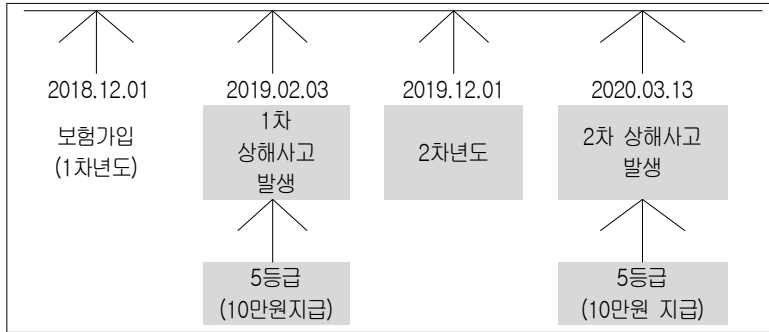 2018.12.01
보험가입
(1차년도)
2019.02.03
1차
상해사고
발생
5등급
(10만원지급)
2019.12.01
2차년도
2020.03.13
2차 상해사고
발생
5등급
(10만원 지급)